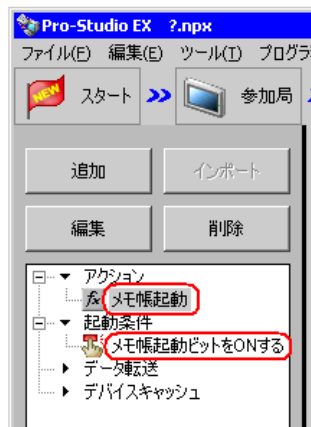 Pro-Studio EX ?.npx
ファイル(F) 編集(E) ツール(T) プログラ
NEW スタート 参加局
追加 インポート
編集 削除
アクション
fx メモ帳起動
起動条件
メモ帳起動ビットをONする
データ転送
デバイスキャッシュ